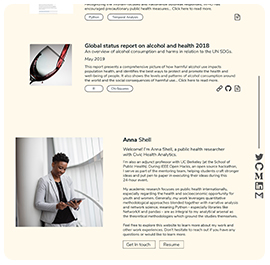 encouraged precautionary public health measures... Click here to read more.
Python
Temporal Analysis
Global status report on alcohol and health 2018
An overview of alcohol consumption and harms in relation to the UN SDGs.
May 2019
This report presents a comprehensive picture of how harmful alcohol use impacts
population health, and identifies the best ways to protect and promote the health and
well-being of people. It also shows the levels and patterns of alcohol consumption around
the world and the social consequences of harmful use... Click here to read more.
R
Anna Shell
Welcome! I'm Anna Shell, a public health researcher
with Civic Health Analytics.
I'm also an adjunct professor with UC Berkeley (at the School of
Public Health). During IEEE Open Hours, an open source hackathon,
I serve as part of the mentoring team, helping students craft stronger
ideas and put pen to paper in executing their ideas during this
24-hour event.
My academic research focuses on public health internationally,
especially regarding the health and socioeconomic opportunity for
youth and women. Generally, my work leverages quantitative
methodological approaches blended together with narrative analysis
and network science, meaning Python - especially libraries like
NetworkX and pandas - are as integral to my analytical arsenal as
the theoretical methodologies which ground the studies themselves.
Feel free to explore this website to learn more about my work and
other work experiences. Don't hesitate to reach out if you have any
questions or would like to learn more.
Get in touch
Resume